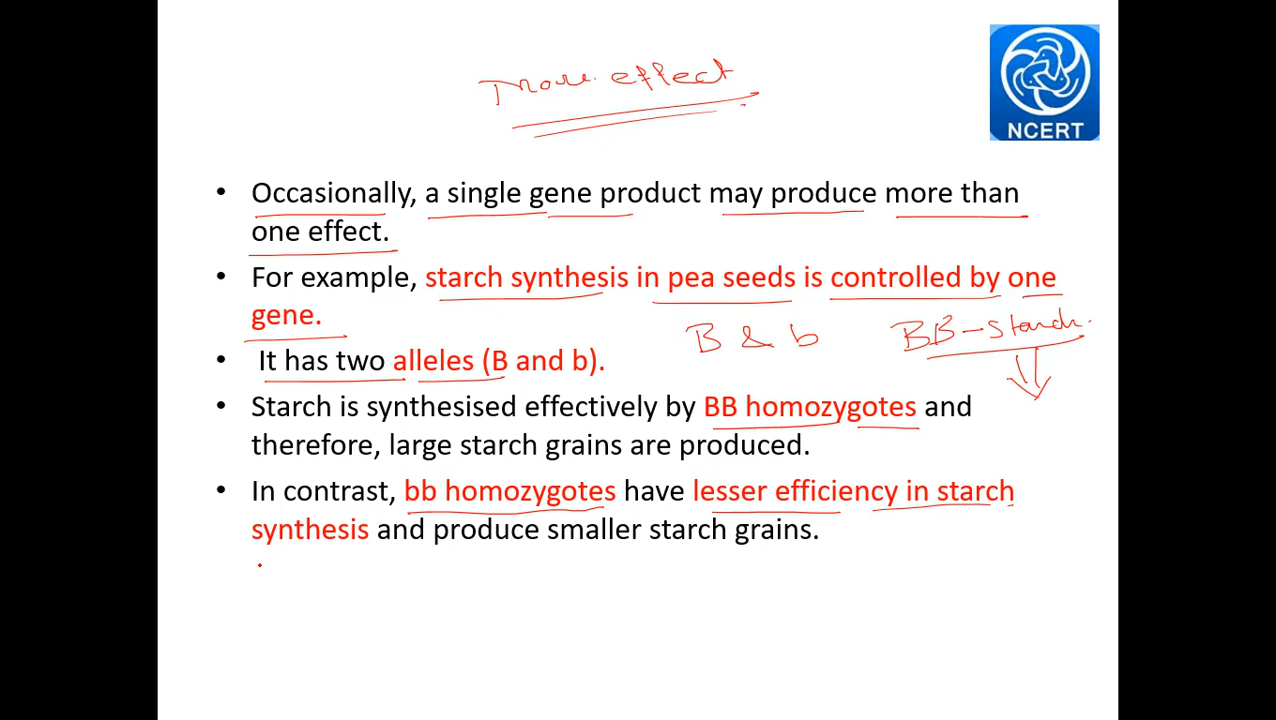 More effect
NCERT
• Occasionally, a single gene product may produce more than
one effect.
• For example, starch synthesis in pea seeds is controlled by one
gene.
B & b
BB-Starch
• It has two alleles (B and b).
• Starch is synthesised effectively by BB homozygotes and
therefore, large starch grains are produced.
• In contrast, bb homozygotes have lesser efficiency in starch
synthesis and produce smaller starch grains.